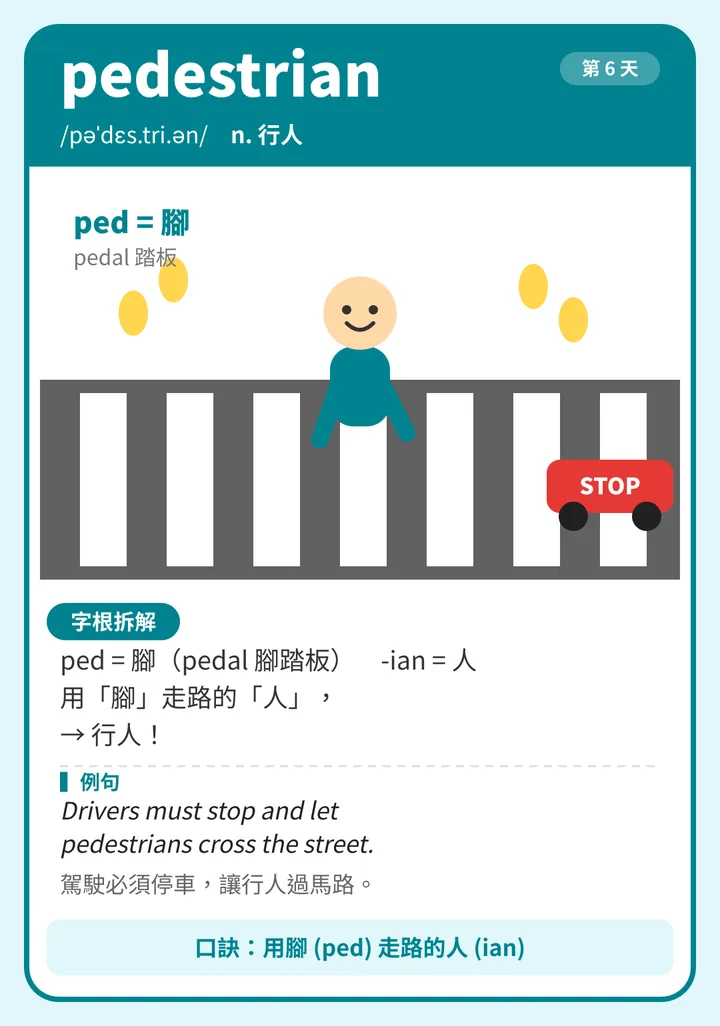 pedestrian
第 6 天
/pəˈdɛs.tri.ən/ n. 行人
ped = 腳
pedal 踏板
STOP
字根拆解
ped = 腳（pedal 腳踏板） -ian = 人
用「腳」走路的「人」，
→ 行人！
例句
Drivers must stop and let
pedestrians cross the street.
駕駛必須停車，讓行人過馬路。
口訣：用腳 (ped) 走路的人 (ian)